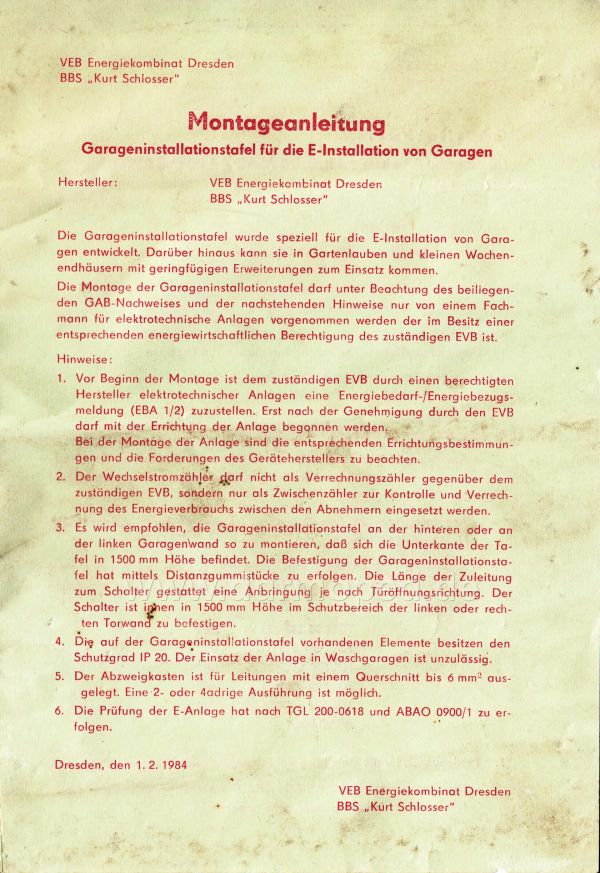 VEB Energiekombinat Dresden
BBS „Kurt Schlosser“
Montageanleitung
Garageninstallationstafel für die E-Installation von Garagen
Hersteller: VEB Energiekombinat Dresden
BBS „Kurt Schlosser“
Die Garageninstallationstafel wurde speziell für die E-Installation von Gara-
gen entwickelt. Darüber hinaus kann sie in Gartenlauben und kleinen Wochen-
endhäusern mit geringfügigen Erweiterungen zum Einsatz kommen.
Die Montage der Garageninstallationstafel darf unter Beachtung des beiliegen-
den GAB-Nachweises und der nachstehenden Hinweise nur von einem Fach-
mann für elektrotechnische Anlagen vorgenommen werden der im Besitz einer
entsprechenden energiewirtschaftlichen Berechtigung des zuständigen EVB ist.
Hinweise:
1. Vor Beginn der Montage ist dem zuständigen EVB durch einen berechtigten
Hersteller elektrotechnischer Anlagen eine Energiebedarf-/Energiebezugs-
meldung (EBA 1/2) zuzustellen. Erst nach der Genehmigung durch den EVB
darf mit der Errichtung der Anlage begonnen werden.
Bei der Montage der Anlage sind die entsprechenden Errichtungsbestimmun-
gen und die Forderungen des Geräteherstellers zu beachten.
2. Der Wechselstromzähler darf nicht als Verrechnungszähler gegenüber dem
zuständigen EVB, sondern nur als Zwischenzähler zur Kontrolle und Verrech-
nung des Energieverbrauchs zwischen den Abnehmern eingesetzt werden.
3. Es wird empfohlen, die Garageninstallationstafel an der hinteren oder an
der linken Garagenwand so zu montieren, daß sich die Unterkante der Ta-
fel in 1500 mm Höhe befindet. Die Befestigung der Garageninstallationsta-
fel hat mittels Distanzgummistücke zu erfolgen. Die Länge der Zuleitung
zum Schalter gestattet eine Anbringung je nach Türöffnungsrichtung. Der
Schalter ist innen in 1500 mm Höhe im Schutzbereich der linken oder rech-
ten Torwand zu befestigen.
4. Die auf der Garageninstallationstafel vorhandenen Elemente besitzen den
Schutzgrad IP 20. Der Einsatz der Anlage in Waschgaragen ist unzulässig.
5. Der Abzweigkasten ist für Leitungen mit einem Querschnitt bis 6 mm² aus-
gelegt. Eine 2- oder 4adrige Ausführung ist möglich.
6. Die Prüfung der E-Anlage hat nach TGL 200-0618 und ABAO 0900/1 zu er-
folgen.
Dresden, den 1. 2. 1984
VEB Energiekombinat Dresden
BBS „Kurt Schlosser“